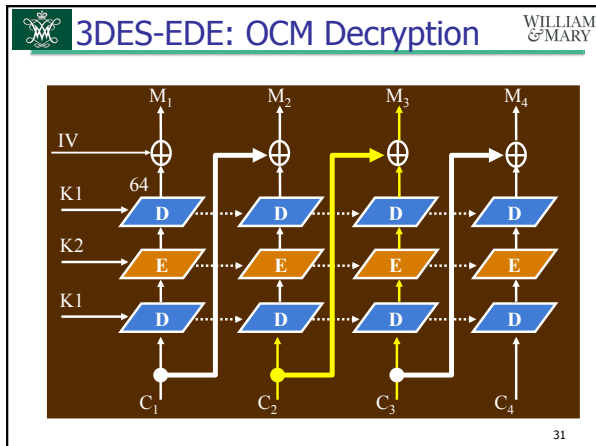 3DES-EDE: OCM Decryption
WILLIAM
&MARY
M1 M2 M3 M4
IV
64
K1
D D D D
K2
E E E E
K1
D D D D
C1 C2 C3 C4
31